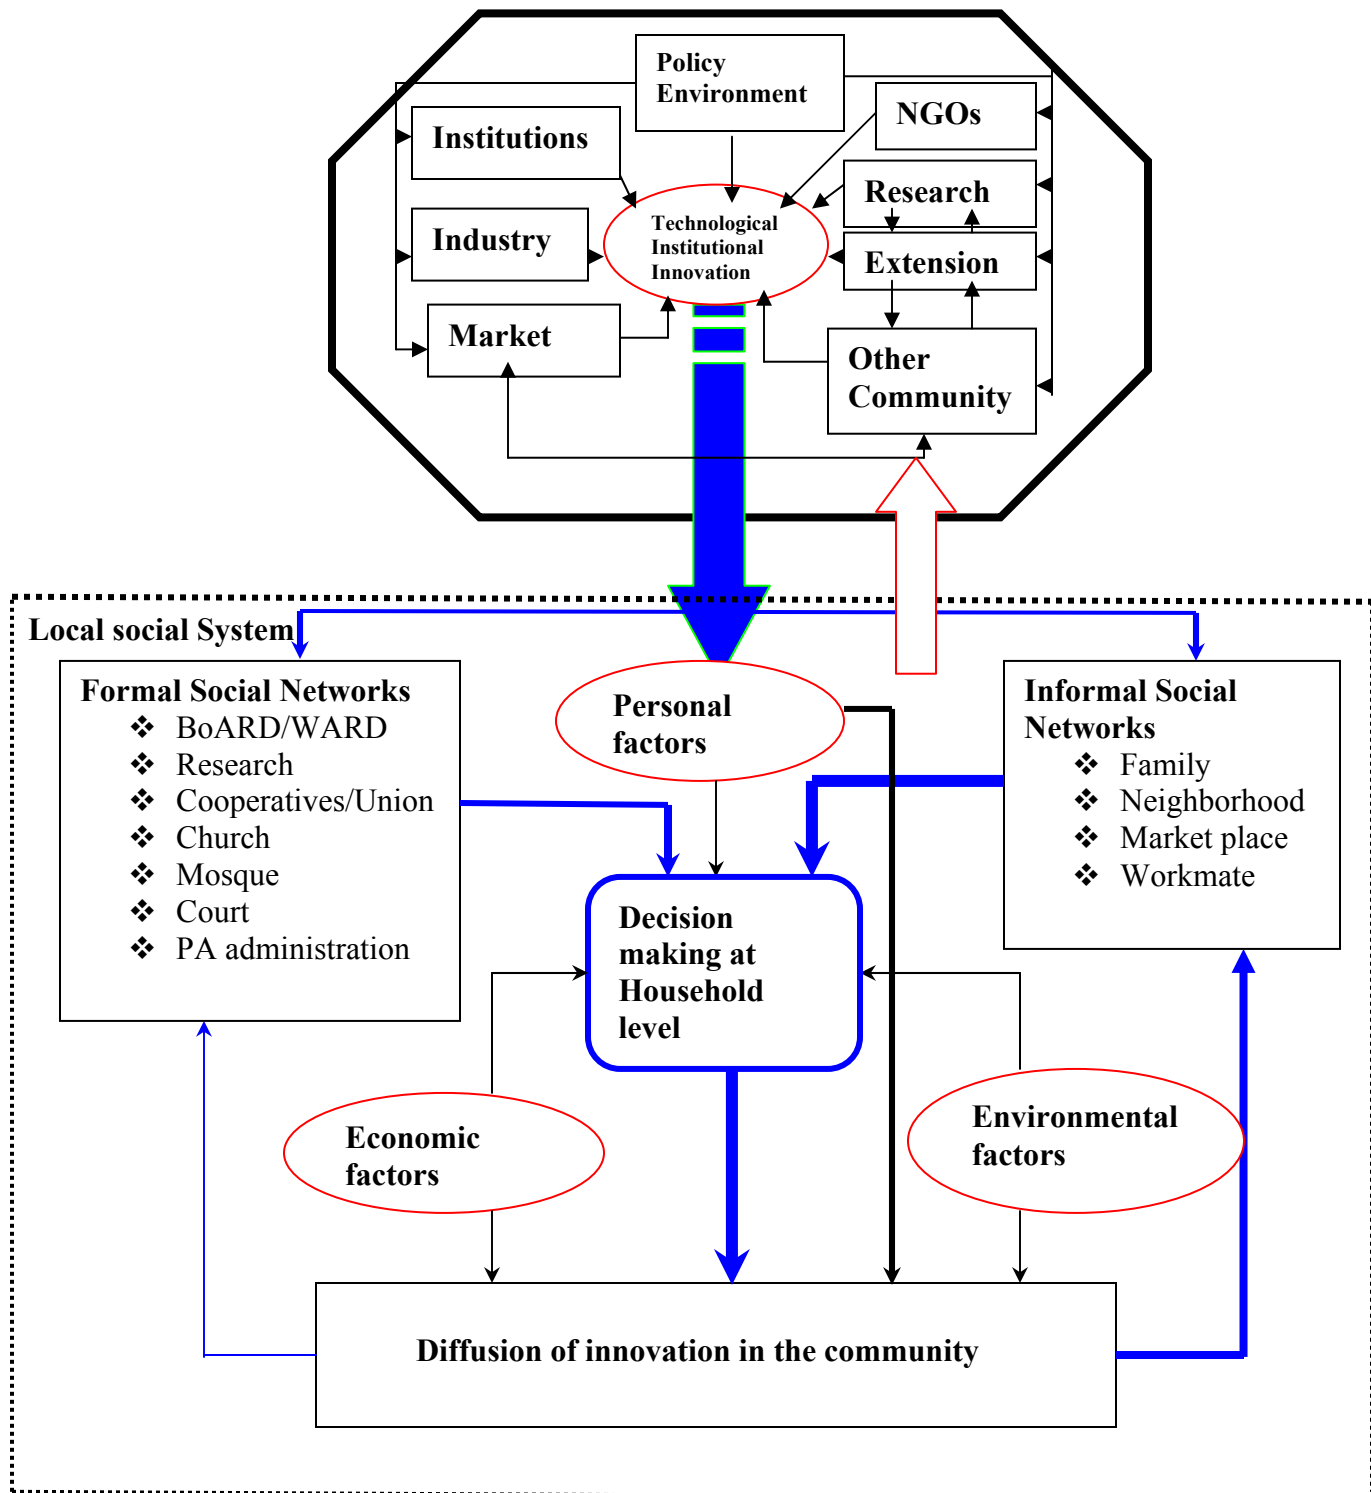 Policy
Environment
NGOs
Institutions
Research
Technological
Institutional
Innovation
Industry
Extension
Market
Other
Community
Local social System
Formal Social Networks
❖ BoARD/WARD
❖ Research
❖ Cooperatives/Union
❖ Church
❖ Mosque
❖ Court
❖ PA administration
Personal
factors
Informal Social
Networks
❖ Family
❖ Neighborhood
❖ Market place
❖ Workmate
Decision
making at
Household
level
Economic
factors
Environmental
factors
Diffusion of innovation in the community